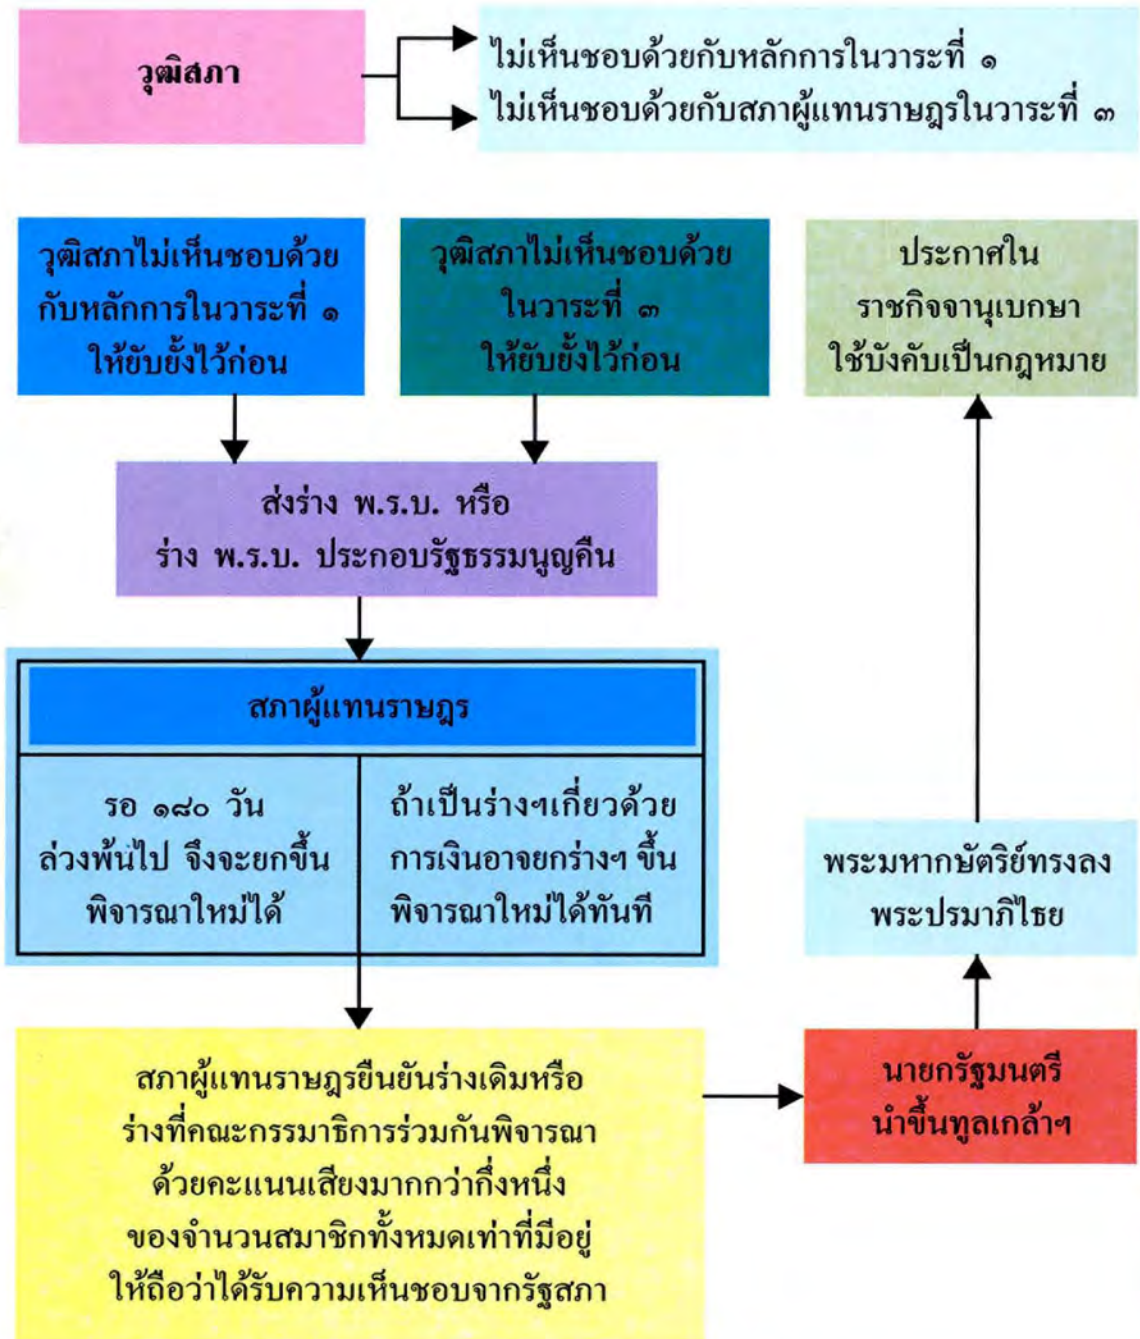 วุฒิสภา
ไม่เห็นชอบด้วยกับหลักการในวาระที่ ๑
ไม่เห็นชอบด้วยกับสภาผู้แทนราษฎรในวาระที่ ๓
วุฒิสภาไม่เห็นชอบด้วย
กับหลักการในวาระที่ ๑
ให้ยับยั้งไว้ก่อน
วุฒิสภาไม่เห็นชอบด้วย
ในวาระที่ ๓
ให้ยับยั้งไว้ก่อน
ประกาศใน
ราชกิจจานุเบกษา
ใช้บังคับเป็นกฎหมาย
ส่งร่าง พ.ร.บ. หรือ
ร่าง พ.ร.บ. ประกอบรัฐธรรมนูญคืน
สภาผู้แทนราษฎร
รอ ๑๘๐ วัน
ล่วงพ้นไป จึงจะยกขึ้น
พิจารณาใหม่ได้
ถ้าเป็นร่างฯเกี่ยวด้วย
การเงินอาจยกร่างฯ ขึ้น
พิจารณาใหม่ได้ทันที
พระมหากษัตริย์ทรงลง
พระปรมาภิไธย
สภาผู้แทนราษฎรยืนยันร่างเดิมหรือ
ร่างที่คณะกรรมาธิการร่วมกันพิจารณา
ด้วยคะแนนเสียงมากกว่ากึ่งหนึ่ง
ของจำนวนสมาชิกทั้งหมดเท่าที่มีอยู่
ให้ถือว่าได้รับความเห็นชอบจากรัฐสภา
นายกรัฐมนตรี
นำขึ้นทูลเกล้าฯ